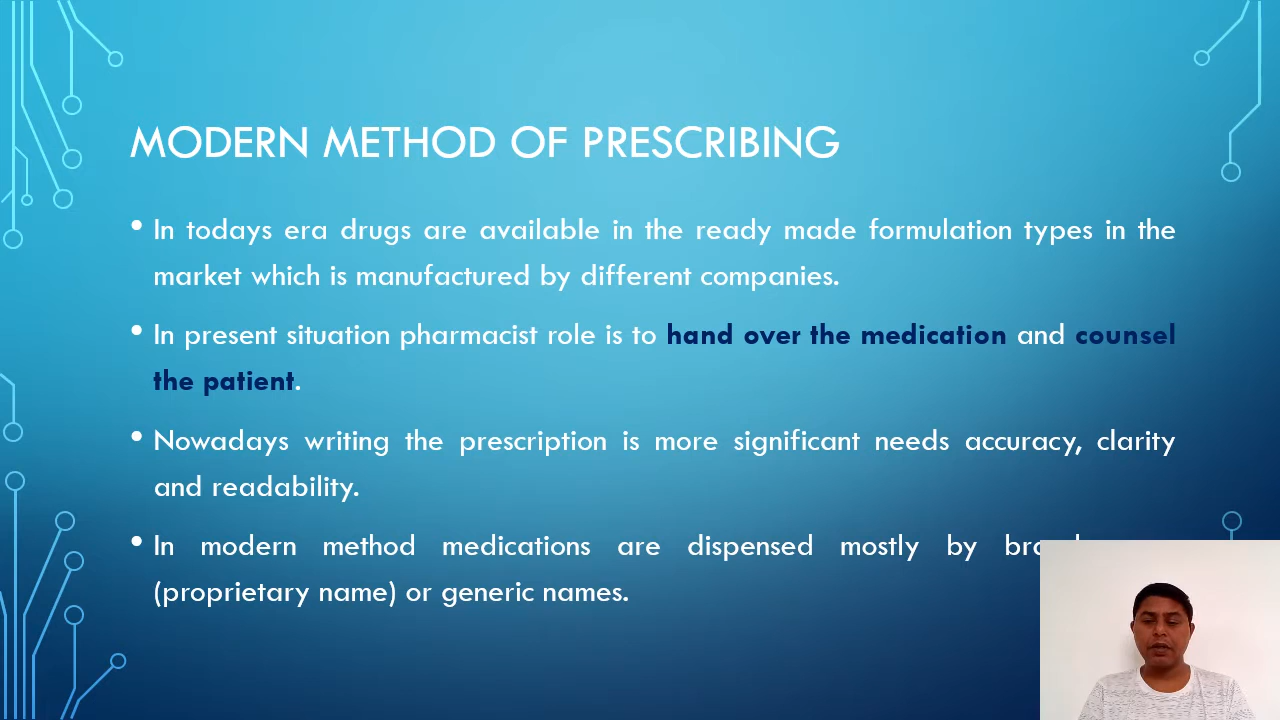 MODERN METHOD OF PRESCRIBING
• In todays era drugs are available in the ready made formulation types in the
market which is manufactured by different companies.
• In present situation pharmacist role is to hand over the medication and counsel
the patient.
• Nowadays writing the prescription is more significant needs accuracy, clarity
and readability.
• In modern method medications are dispensed mostly by
(proprietary name) or generic names.